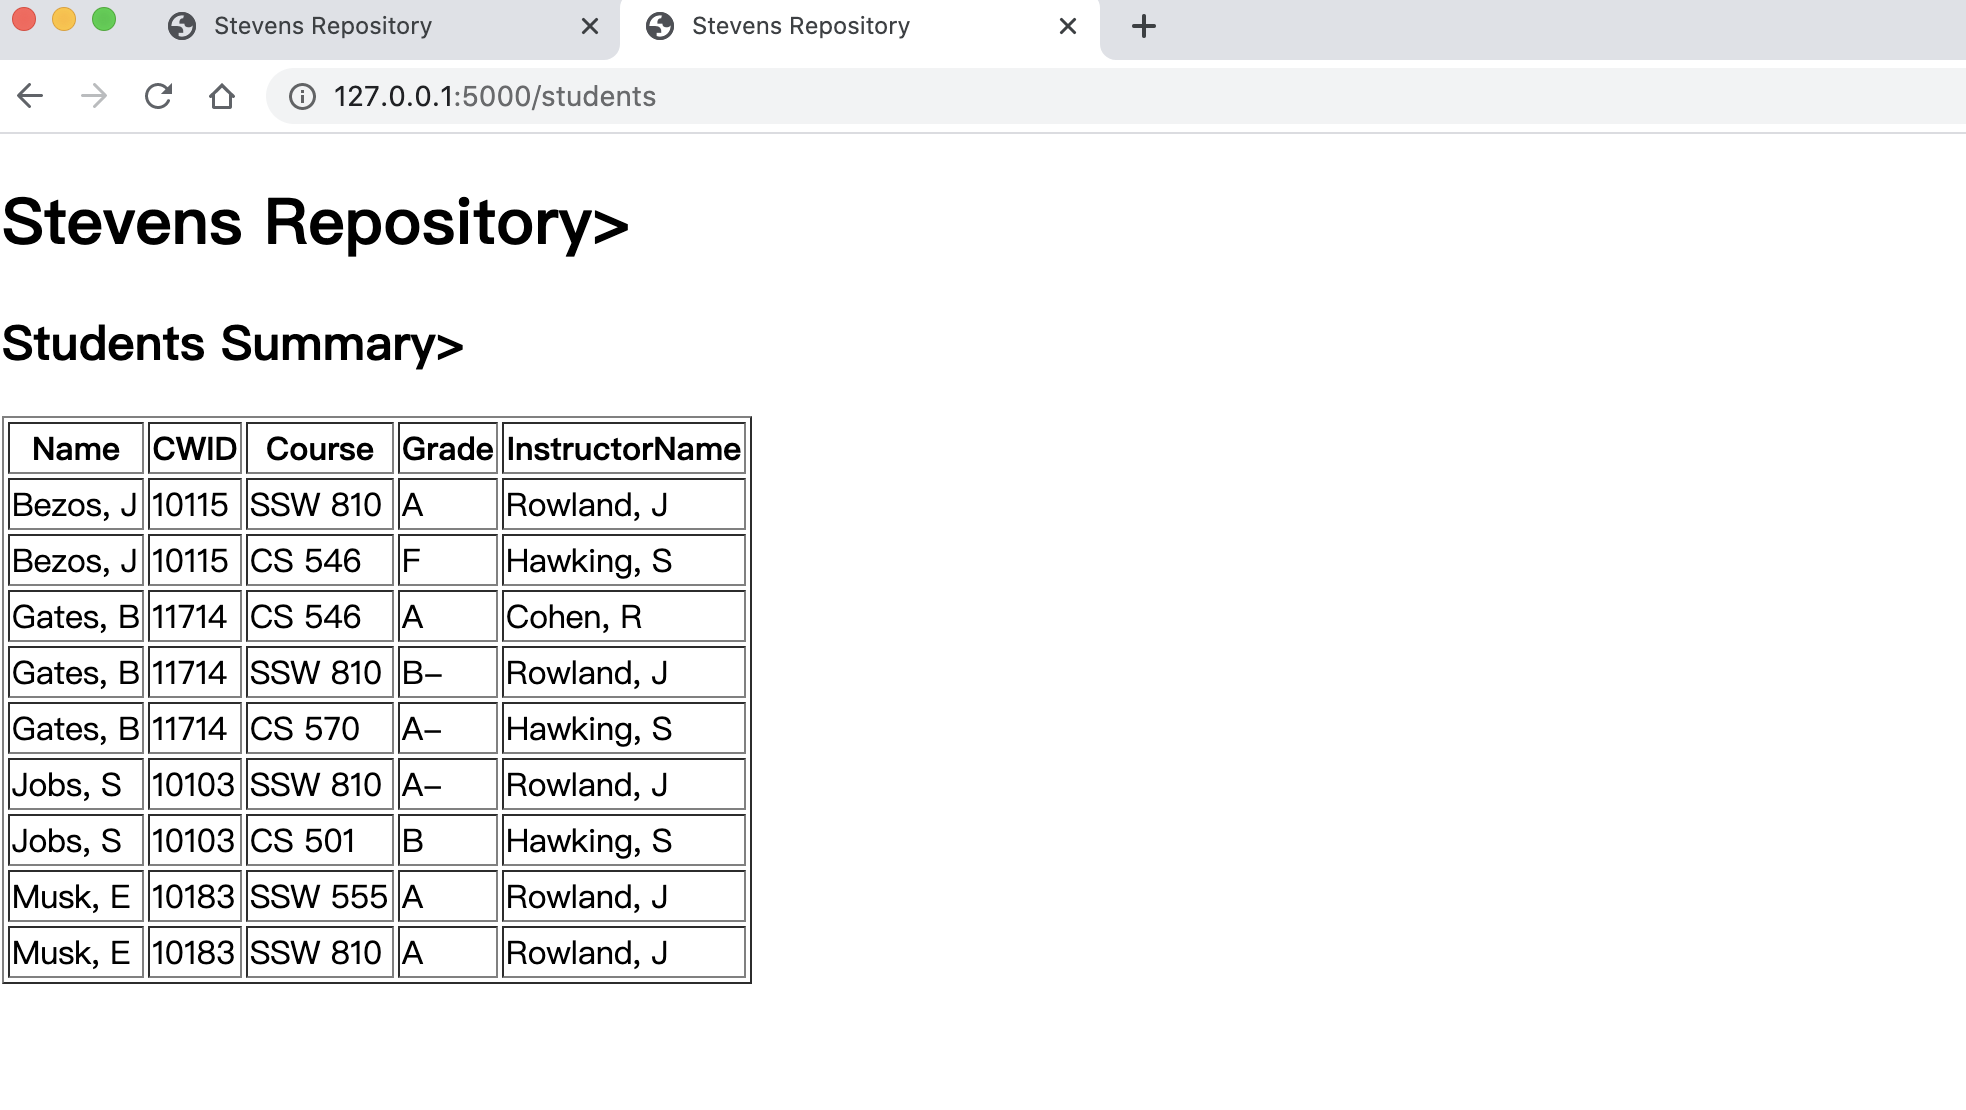 Stevens Repository Stevens Repository
127.0.0.1:5000/students
Stevens Repository>
Students Summary>
Name CWID Course Grade InstructorName
Bezos, J 10115 SSW 810 A Rowland, J
Bezos, J 10115 CS 546 F Hawking, S
Gates, B 11714 CS 546 A Cohen, R
Gates, B 11714 SSW 810 B- Rowland, J
Gates, B 11714 CS 570 A- Hawking, S
Jobs, S 10103 SSW 810 A- Rowland, J
Jobs, S 10103 CS 501 B Hawking, S
Musk, E 10183 SSW 555 A Rowland, J
Musk, E 10183 SSW 810 A Rowland, J